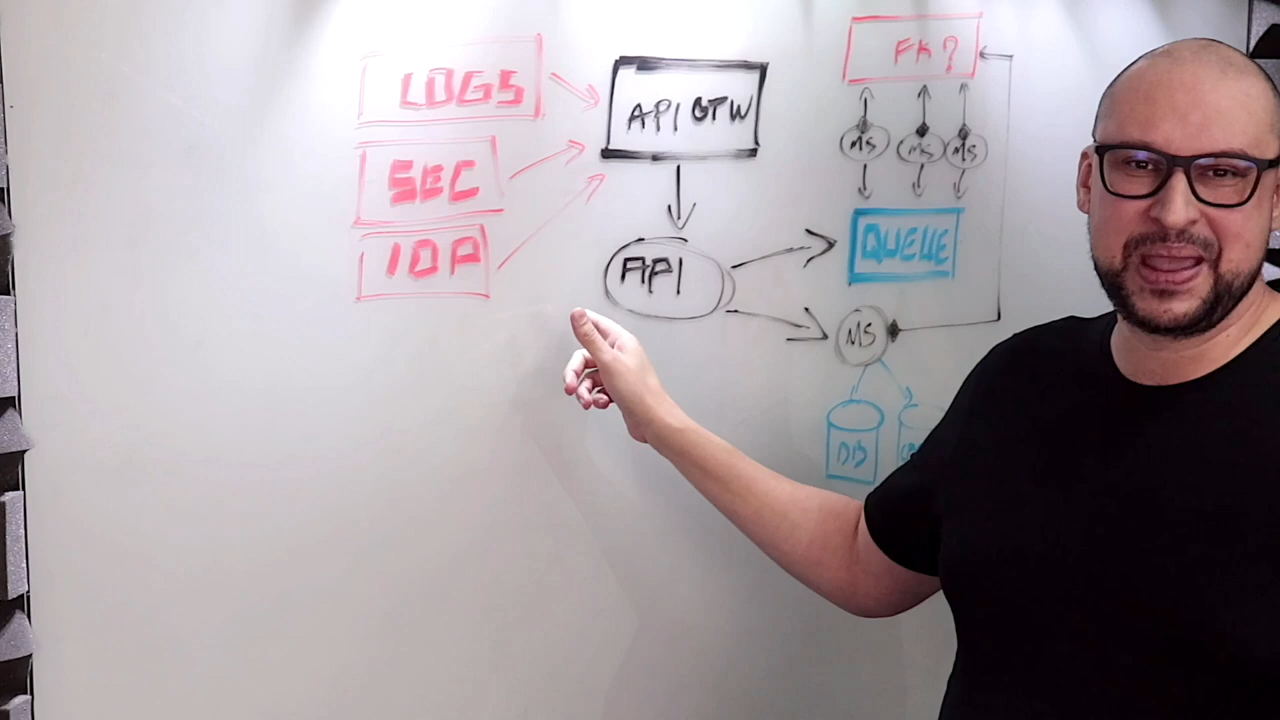 LOGS
SEC
IDP
API GTW
API
FK?
MS
MS
MS
QUEUE
MS
DB